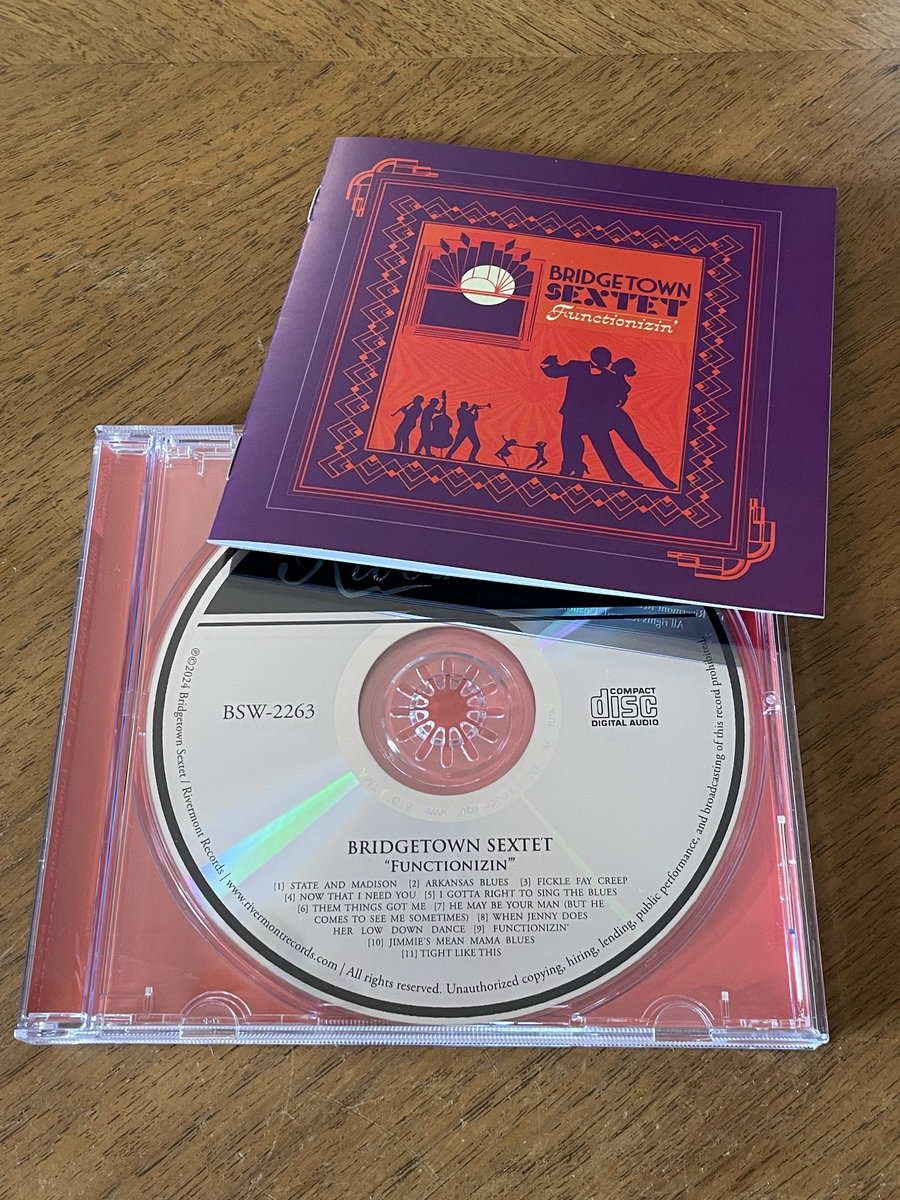 BRIDGETOWN
SEXTET
Functionizin'
Rivermont Re
All rights
℗©2024 Bridgetown Sextet / Rivermont Records | www.rivermontrecords.com | All rights reserved. Unauthorized copying, hiring, lending, public performance, and broadcasting of this record prohibited.
BSW-2263
COMPACT
disc
DIGITAL AUDIO
BRIDGETOWN SEXTET
“FUNCTIONIZIN’”
[1] STATE AND MADISON [2] ARKANSAS BLUES [3] FICKLE FAY CREEP
[4] NOW THAT I NEED YOU [5] I GOTTA RIGHT TO SING THE BLUES
[6] THEM THINGS GOT ME [7] HE MAY BE YOUR MAN (BUT HE
COMES TO SEE ME SOMETIMES) [8] WHEN JENNY DOES
HER LOW DOWN DANCE [9] FUNCTIONIZIN’
[10] JIMMIE’S MEAN MAMA BLUES
[11] TIGHT LIKE THIS